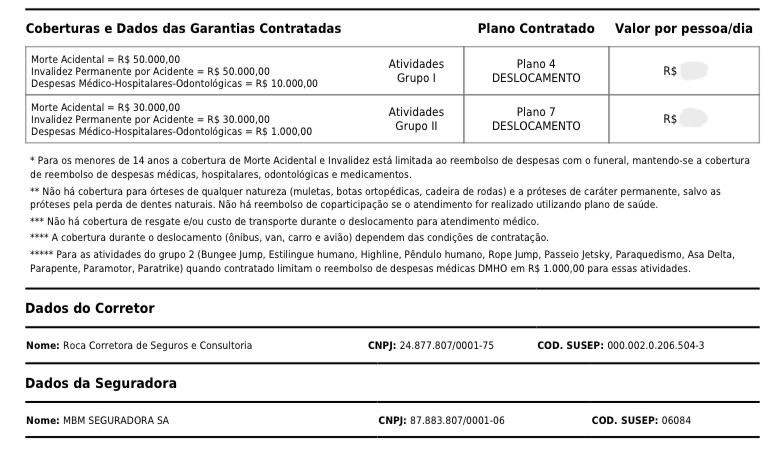 Coberturas e Dados das Garantias Contratadas Plano Contratado Valor por pessoa/dia
Morte Acidental = R$ 50.000,00
Invalidez Permanente por Acidente = R$ 50.000,00
Despesas Médico-Hospitalares-Odontológicas = R$ 10.000,00
Atividades
Grupo I
Plano 4
DESLOCAMENTO
R$
Morte Acidental = R$ 30.000,00
Invalidez Permanente por Acidente = R$ 30.000,00
Despesas Médico-Hospitalares-Odontológicas = R$ 1.000,00
Atividades
Grupo II
Plano 7
DESLOCAMENTO
R$
* Para os menores de 14 anos a cobertura de Morte Acidental e Invalidez está limitada ao reembolso de despesas com o funeral, mantendo-se a cobertura
de reembolso de despesas médicas, hospitalares, odontológicas e medicamentos.
** Não há cobertura para órteses de qualquer natureza (muletas, botas ortopédicas, cadeira de rodas) e a próteses de caráter permanente, salvo as
próteses pela perda de dentes naturais. Não há reembolso de coparticipação se o atendimento for realizado utilizando plano de saúde.
*** Não há cobertura de resgate e/ou custo de transporte durante o deslocamento para atendimento médico.
**** A cobertura durante o deslocamento (ônibus, van, carro e avião) dependem das condições de contratação.
***** Para as atividades do grupo 2 (Bungee Jump, Estilingue humano, Highline, Pêndulo humano, Rope Jump, Passeio Jetsky, Paraquedismo, Asa Delta,
Parapente, Paramotor, Paratrike) quando contratado limitam o reembolso de despesas médicas DMHO em R$ 1.000,00 para essas atividades.
Dados do Corretor
Nome: Roca Corretora de Seguros e Consultoria CNPJ: 24.877.807/0001-75 COD. SUSEP: 000.002.0.206.504-3
Dados da Seguradora
Nome: MBM SEGURADORA SA CNPJ: 87.883.807/0001-06 COD. SUSEP: 06084